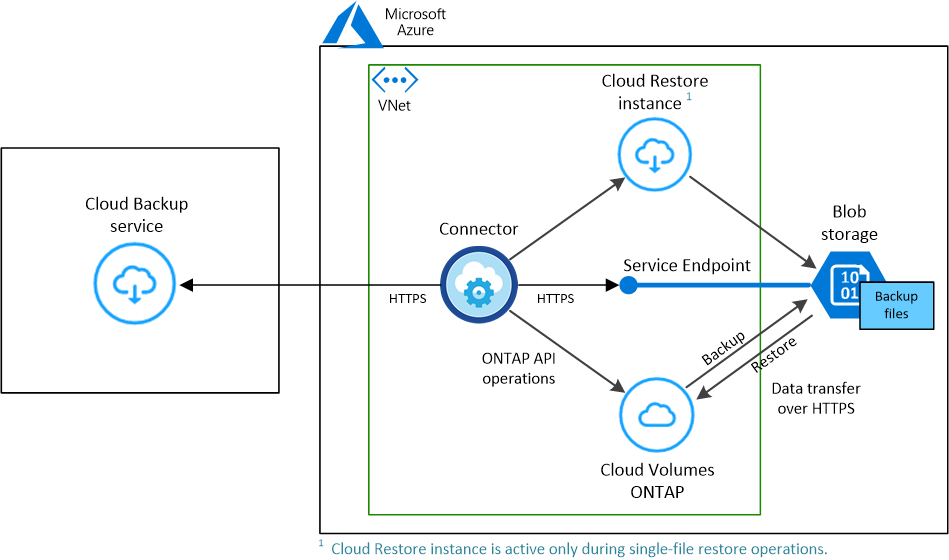 Microsoft
Azure
VNet
Cloud Restore
instance 1
Cloud Backup
service
Connector
Blob
storage
Service Endpoint
10
01
Backup
files
HTTPS
HTTPS
ONTAP API
operations
Backup
Restore
Data transfer
over HTTPS
Cloud Volumes
ONTAP
1 Cloud Restore instance is active only during single-file restore operations.